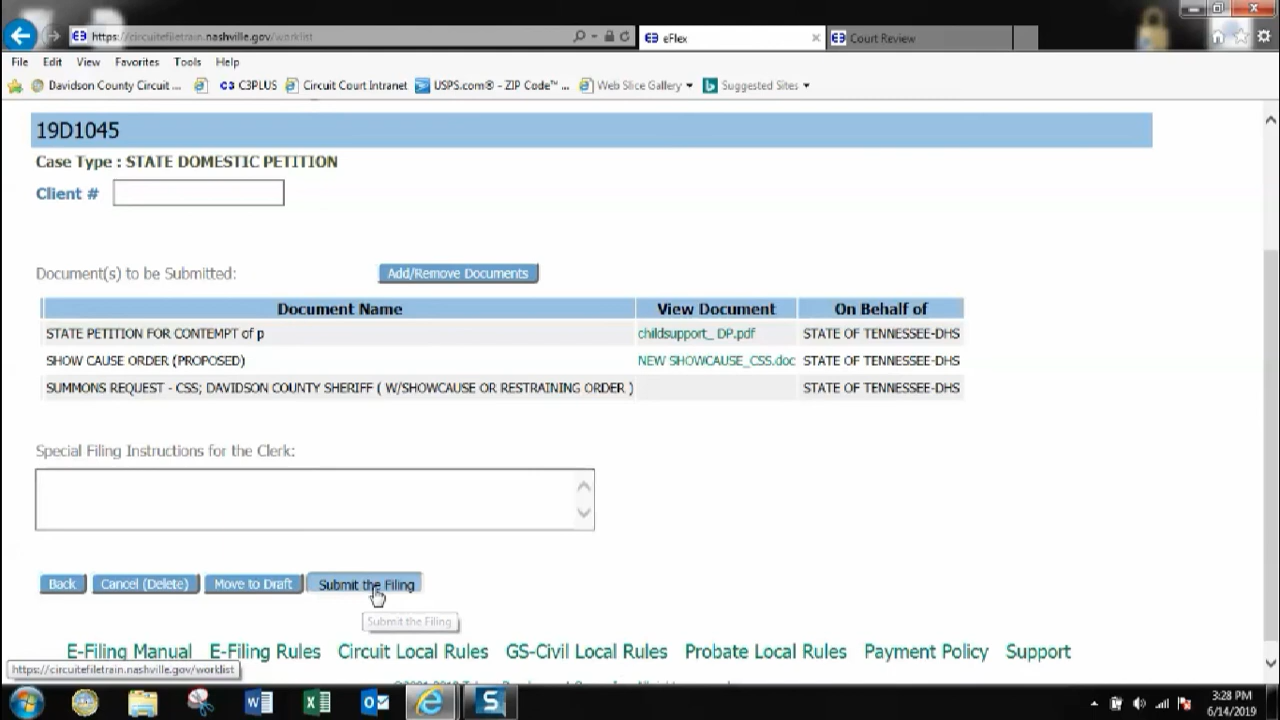 https://circuitefiletrain.nashville.gov/worklist
eFlex
Court Review
File Edit View Favorites Tools Help
Davidson County Circuit ... C3PLUS Circuit Court Intranet USPS.com® - ZIP Code™ ... Web Slice Gallery Suggested Sites
19D1045
Case Type : STATE DOMESTIC PETITION
Client #
Document(s) to be Submitted: Add/Remove Documents
Document Name View Document On Behalf of
STATE PETITION FOR CONTEMPT of p childsupport_ DP.pdf STATE OF TENNESSEE-DHS
SHOW CAUSE ORDER (PROPOSED) NEW SHOWCAUSE_CSS.doc STATE OF TENNESSEE-DHS
SUMMONS REQUEST - CSS; DAVIDSON COUNTY SHERIFF ( W/SHOWCAUSE OR RESTRAINING ORDER ) STATE OF TENNESSEE-DHS
Special Filing Instructions for the Clerk:
Back Cancel (Delete) Move to Draft Submit the Filing
Submit the Filing
E-Filing Manual E-Filing Rules Circuit Local Rules GS-Civil Local Rules Probate Local Rules Payment Policy Support
https://circuitefiletrain.nashville.gov/worklist
3:28 PM
6/14/2019